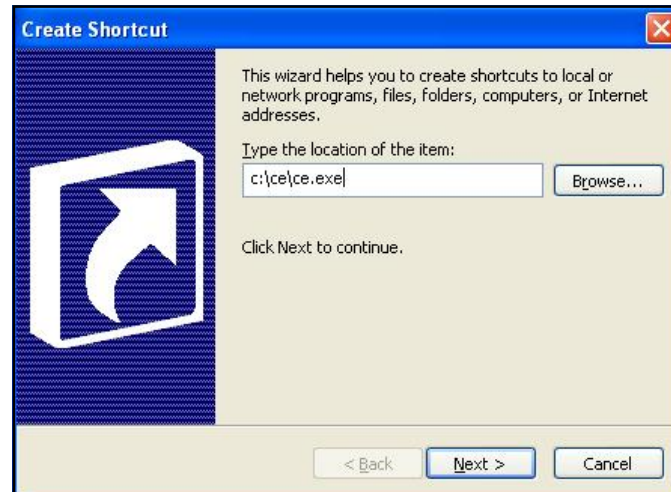 Create Shortcut
This wizard helps you to create shortcuts to local or
network programs, files, folders, computers, or Internet
addresses.
Type the location of the item:
c:\ce\ce.exe
Browse...
Click Next to continue.
< Back
Next >
Cancel